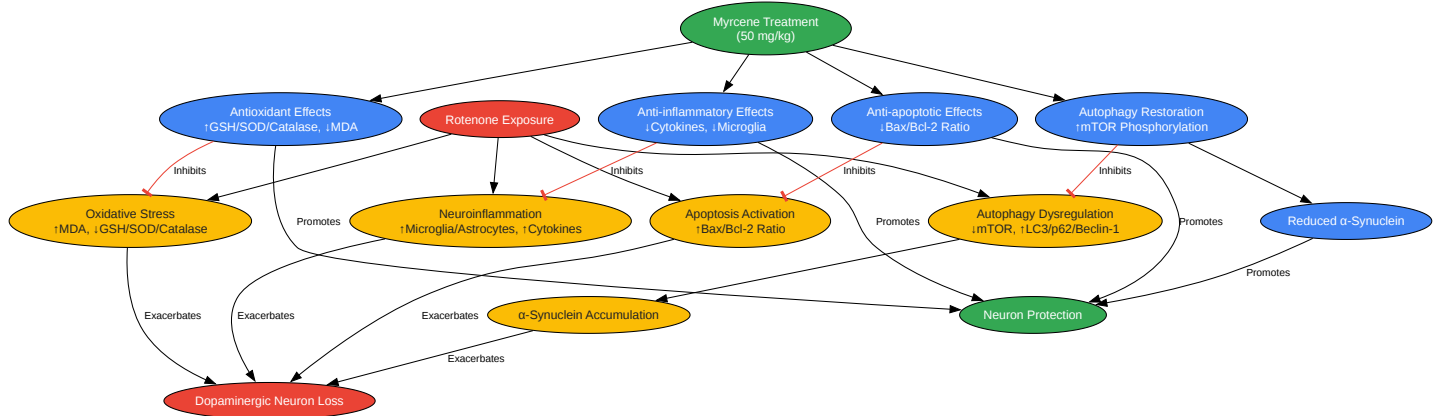 Myrcene Treatment
(50 mg/kg)
Antioxidant Effects
↑GSH/SOD/Catalase, ↓MDA
Rotenone Exposure
Anti-inflammatory Effects
↓Cytokines, ↓Microglia
Anti-apoptotic Effects
↓Bax/Bcl-2 Ratio
Autophagy Restoration
↑mTOR Phosphorylation
Inhibits
Inhibits
Inhibits
Inhibits
Oxidative Stress
↑MDA, ↓GSH/SOD/Catalase
Promotes
Neuroinflammation
↑Microglia/Astrocytes, ↑Cytokines
Apoptosis Activation
↑Bax/Bcl-2 Ratio
Promotes
Autophagy Dysregulation
↓mTOR, ↑LC3/p62/Beclin-1
Promotes
Reduced α-Synuclein
Promotes
Exacerbates
Exacerbates
Exacerbates
α-Synuclein Accumulation
Neuron Protection
Exacerbates
Dopaminergic Neuron Loss